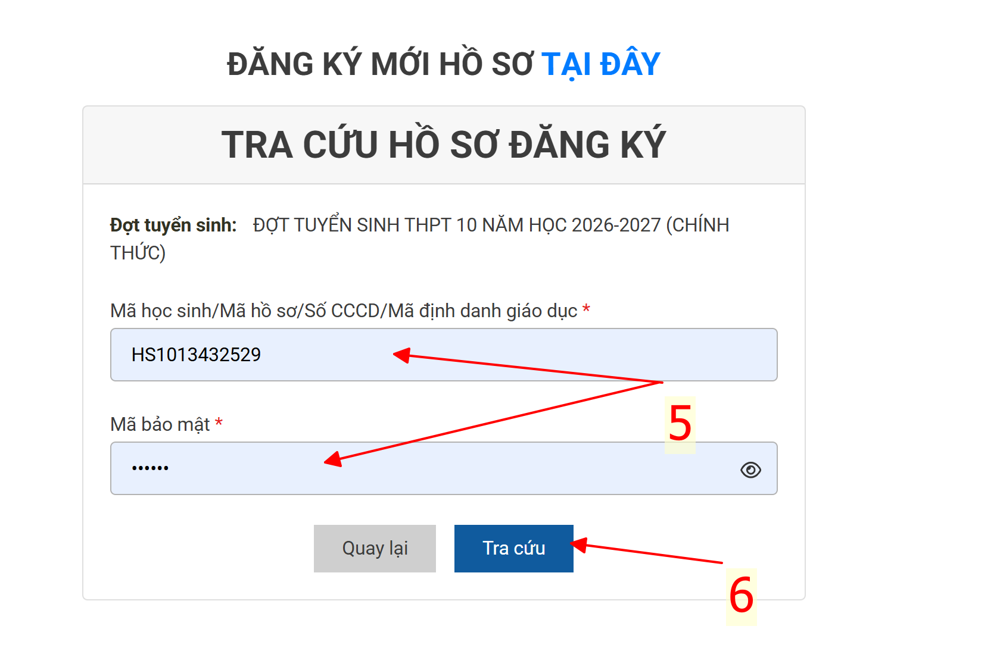 ĐĂNG KÝ MỚI HỒ SƠ TẠI ĐÂY
TRA CỨU HỒ SƠ ĐĂNG KÝ
Đợt tuyển sinh: ĐỢT TUYỂN SINH THPT 10 NĂM HỌC 2026-2027 (CHÍNH
THỨC)
Mã học sinh/Mã hồ sơ/Số CCCD/Mã định danh giáo dục *
HS1013432529
5
Mã bảo mật *
••••••
Quay lại
Tra cứu
6